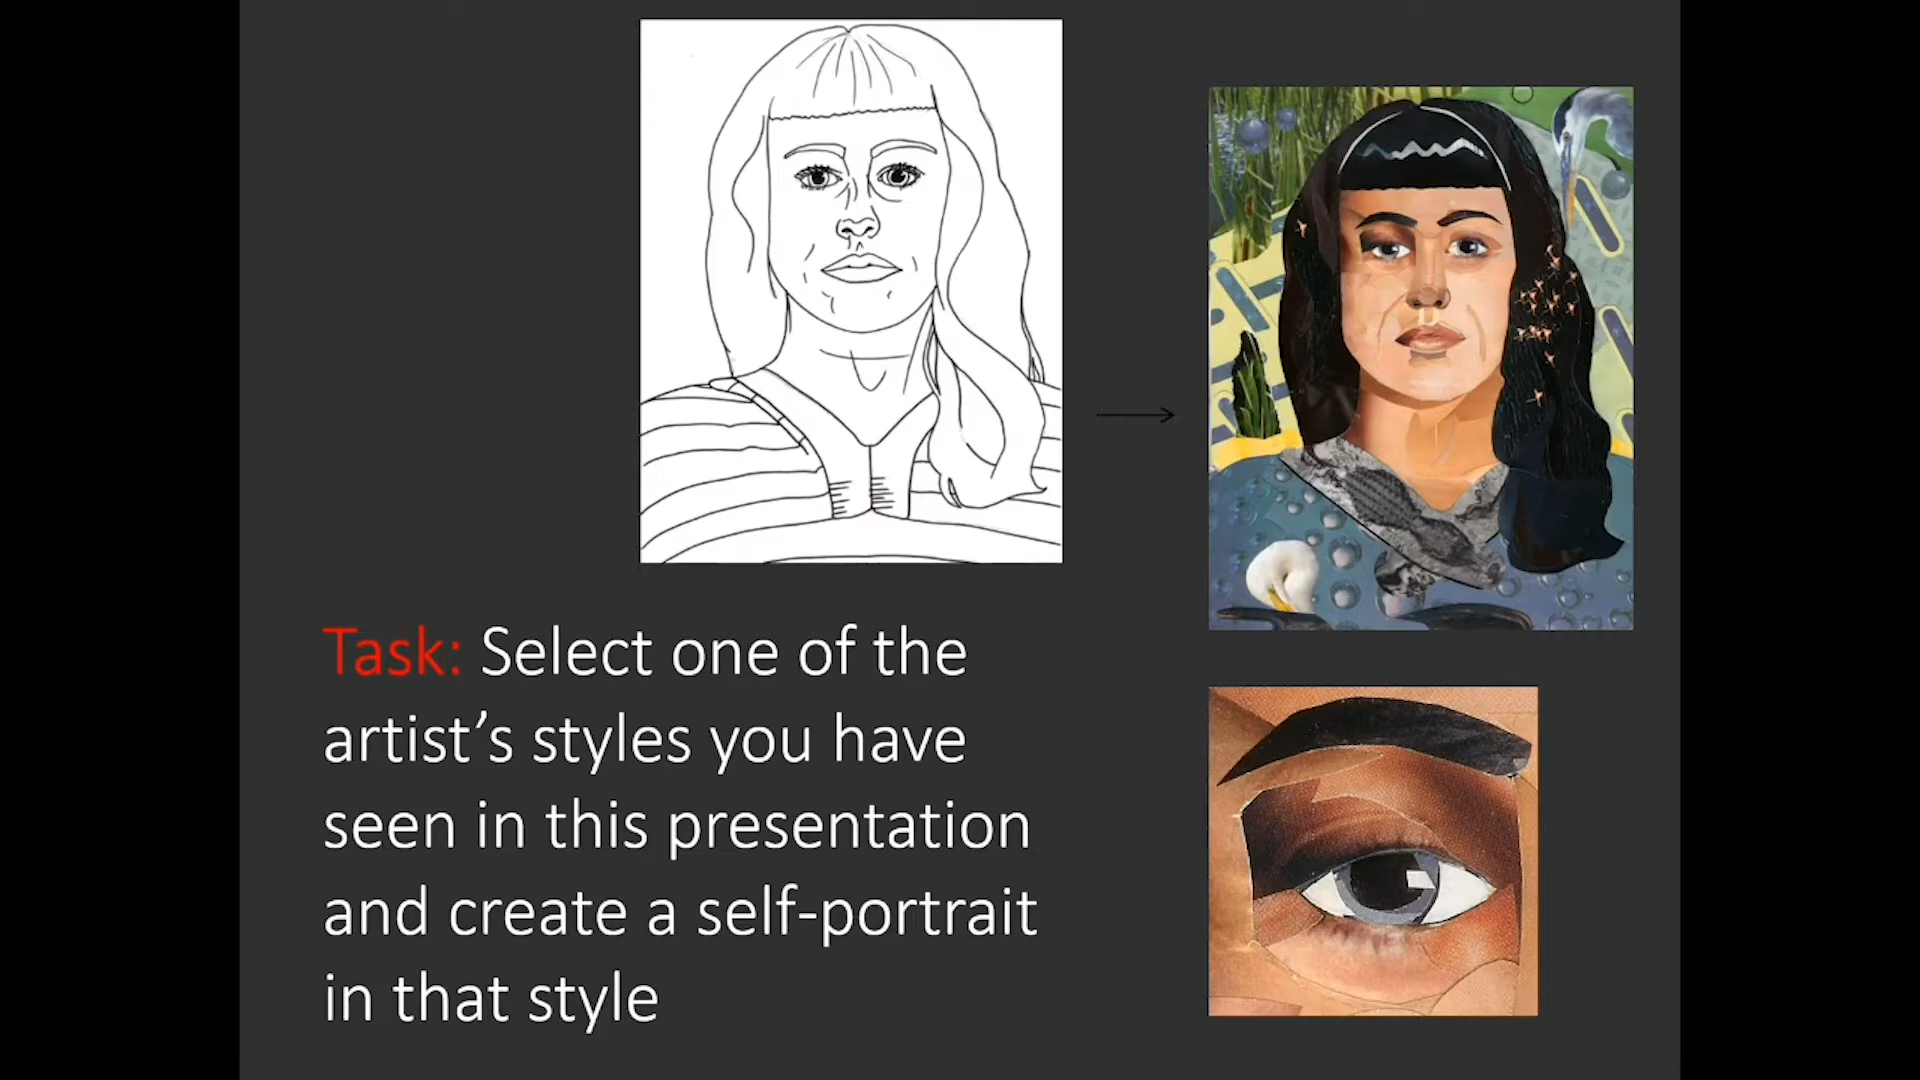 Task: Select one of the
artist’s styles you have
seen in this presentation
and create a self-portrait
in that style